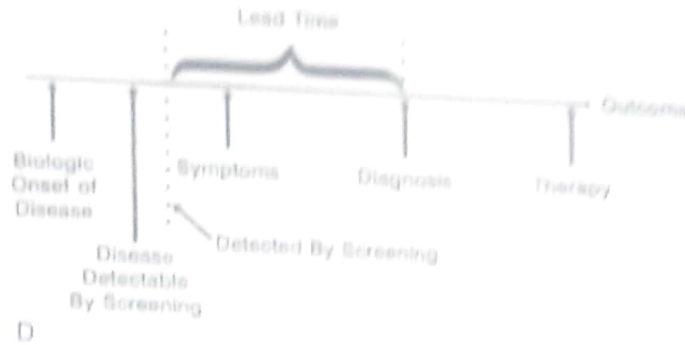 Lead Time
Outcome
Biologic
Onset of
Disease
Symptoms
Diagnosis
Therapy
Detected By Screening
Disease
Detectable
By Screening
D